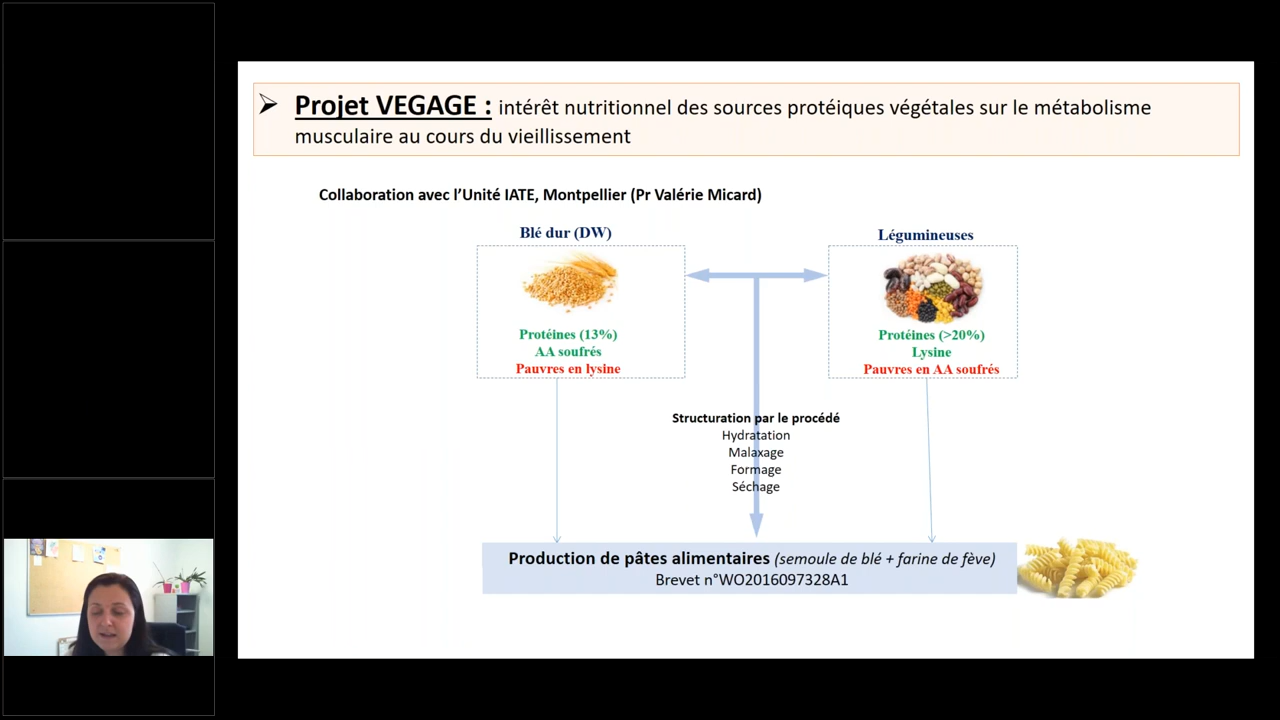 Projet VEGAGE : intérêt nutritionnel des sources protéiques végétales sur le métabolisme
musculaire au cours du vieillissement
Collaboration avec l’Unité IATE, Montpellier (Pr Valérie Micard)
Blé dur (DW)
Protéines (13%)
AA soufrés
Pauvres en lysine
Légumineuses
Protéines (>20%)
Lysine
Pauvres en AA soufrés
Structuration par le procédé
Hydratation
Malaxage
Formage
Séchage
Production de pâtes alimentaires (semoule de blé + farine de fève)
Brevet n°WO2016097328A1